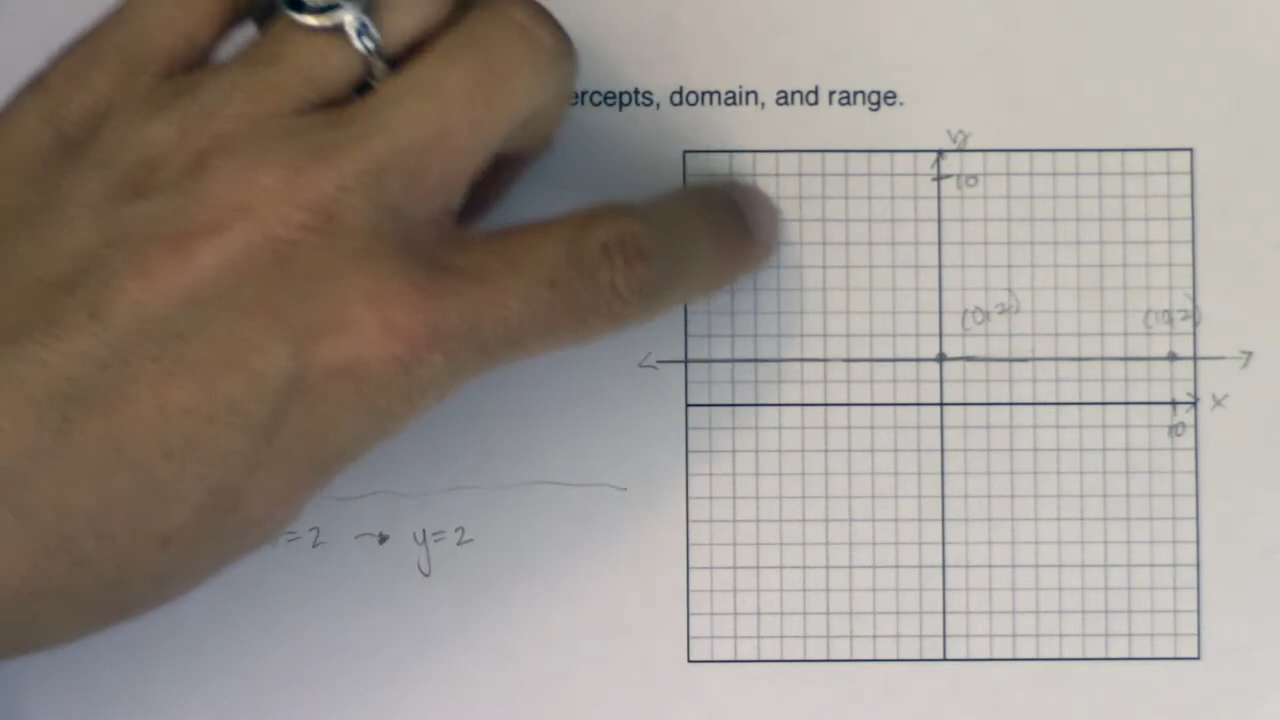 ercepts, domain, and range.
y
10
(0,2) (10,2)
x
10
=2 → y=2